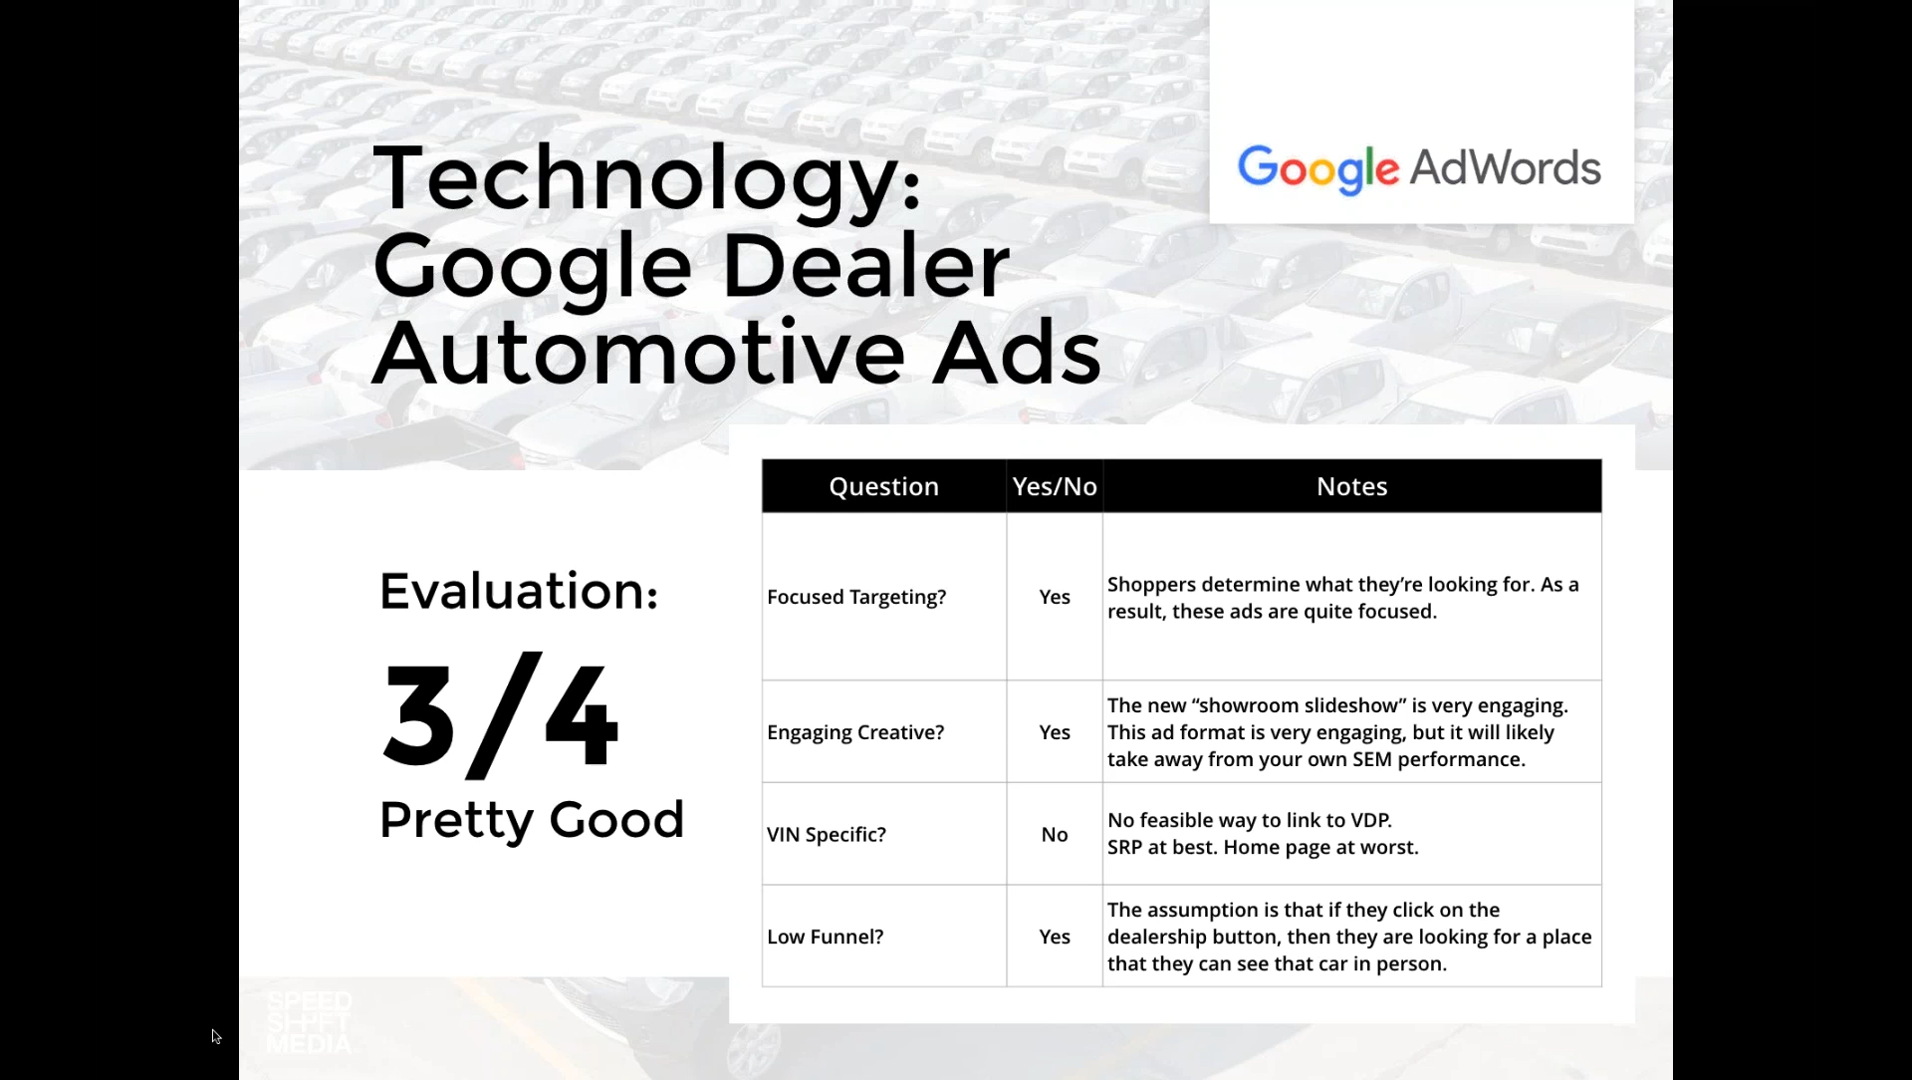 Google AdWords
Technology:
Google Dealer
Automotive Ads
Evaluation:
3/4
Pretty Good
Question Yes/No Notes
Focused Targeting? Yes Shoppers determine what they’re looking for. As a
result, these ads are quite focused.
Engaging Creative? Yes The new “showroom slideshow” is very engaging.
This ad format is very engaging, but it will likely
take away from your own SEM performance.
VIN Specific? No No feasible way to link to VDP.
SRP at best. Home page at worst.
Low Funnel? Yes The assumption is that if they click on the
dealership button, then they are looking for a place
that they can see that car in person.
SPEED
SHIFT
MEDIA